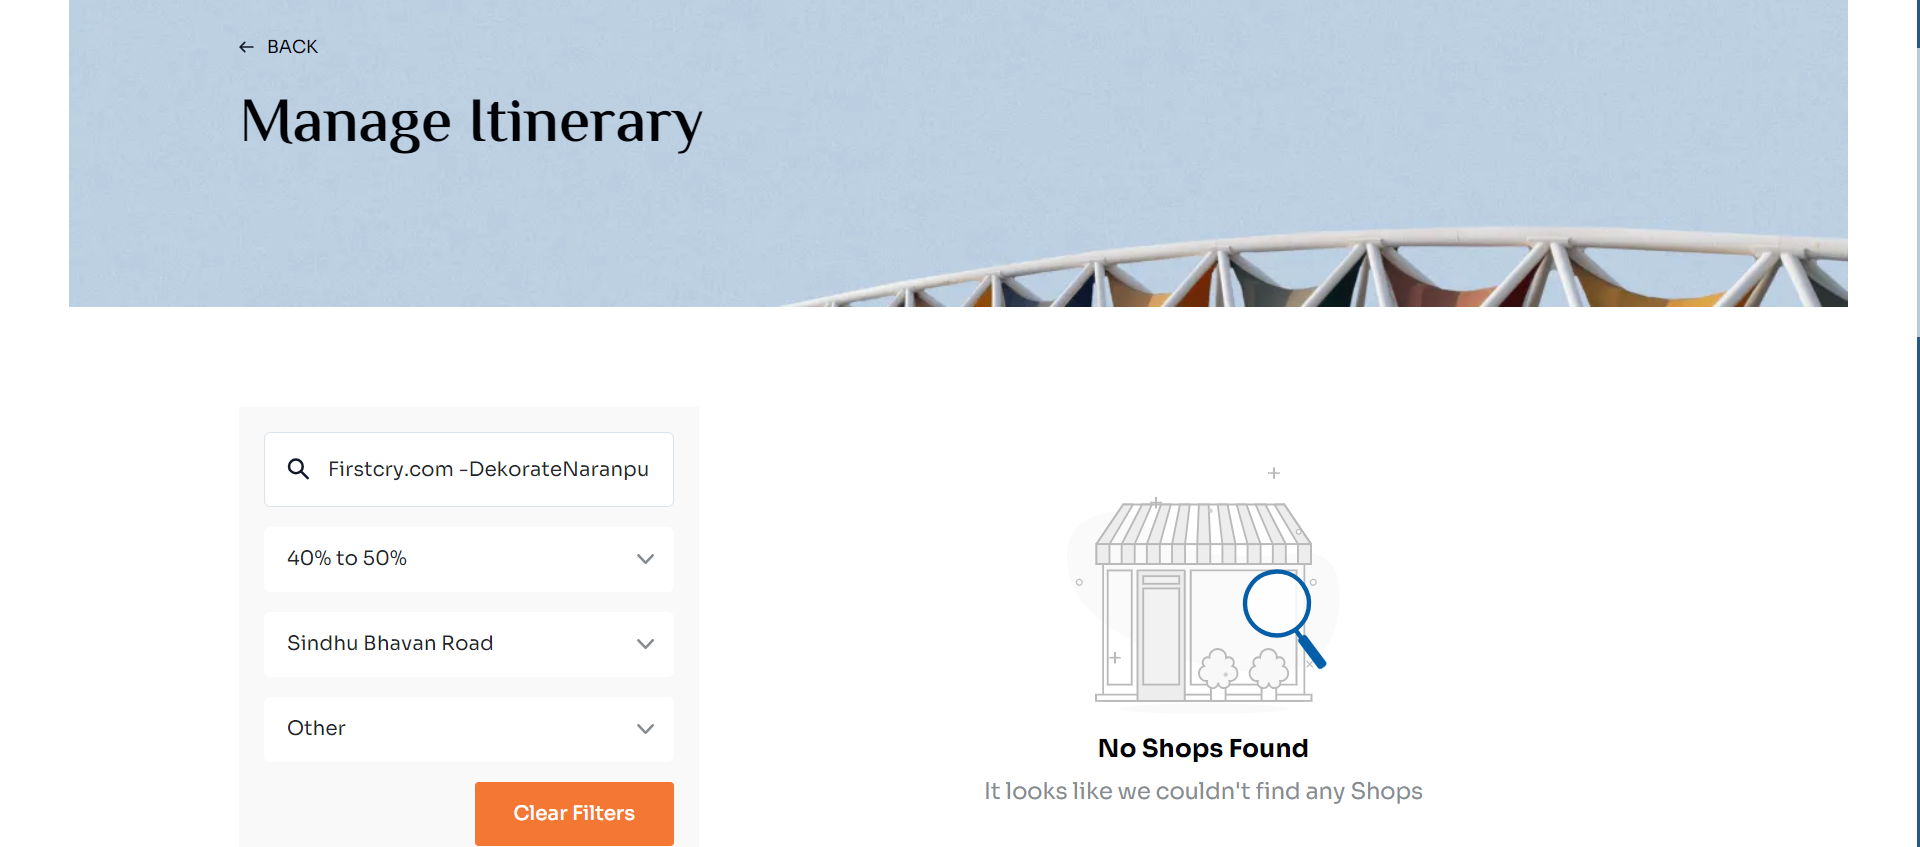 BACK
Manage Itinerary
Firstcry.com -DekorateNaranpu
40% to 50%
Sindhu Bhavan Road
Other
Clear Filters
No Shops Found
It looks like we couldn't find any Shops